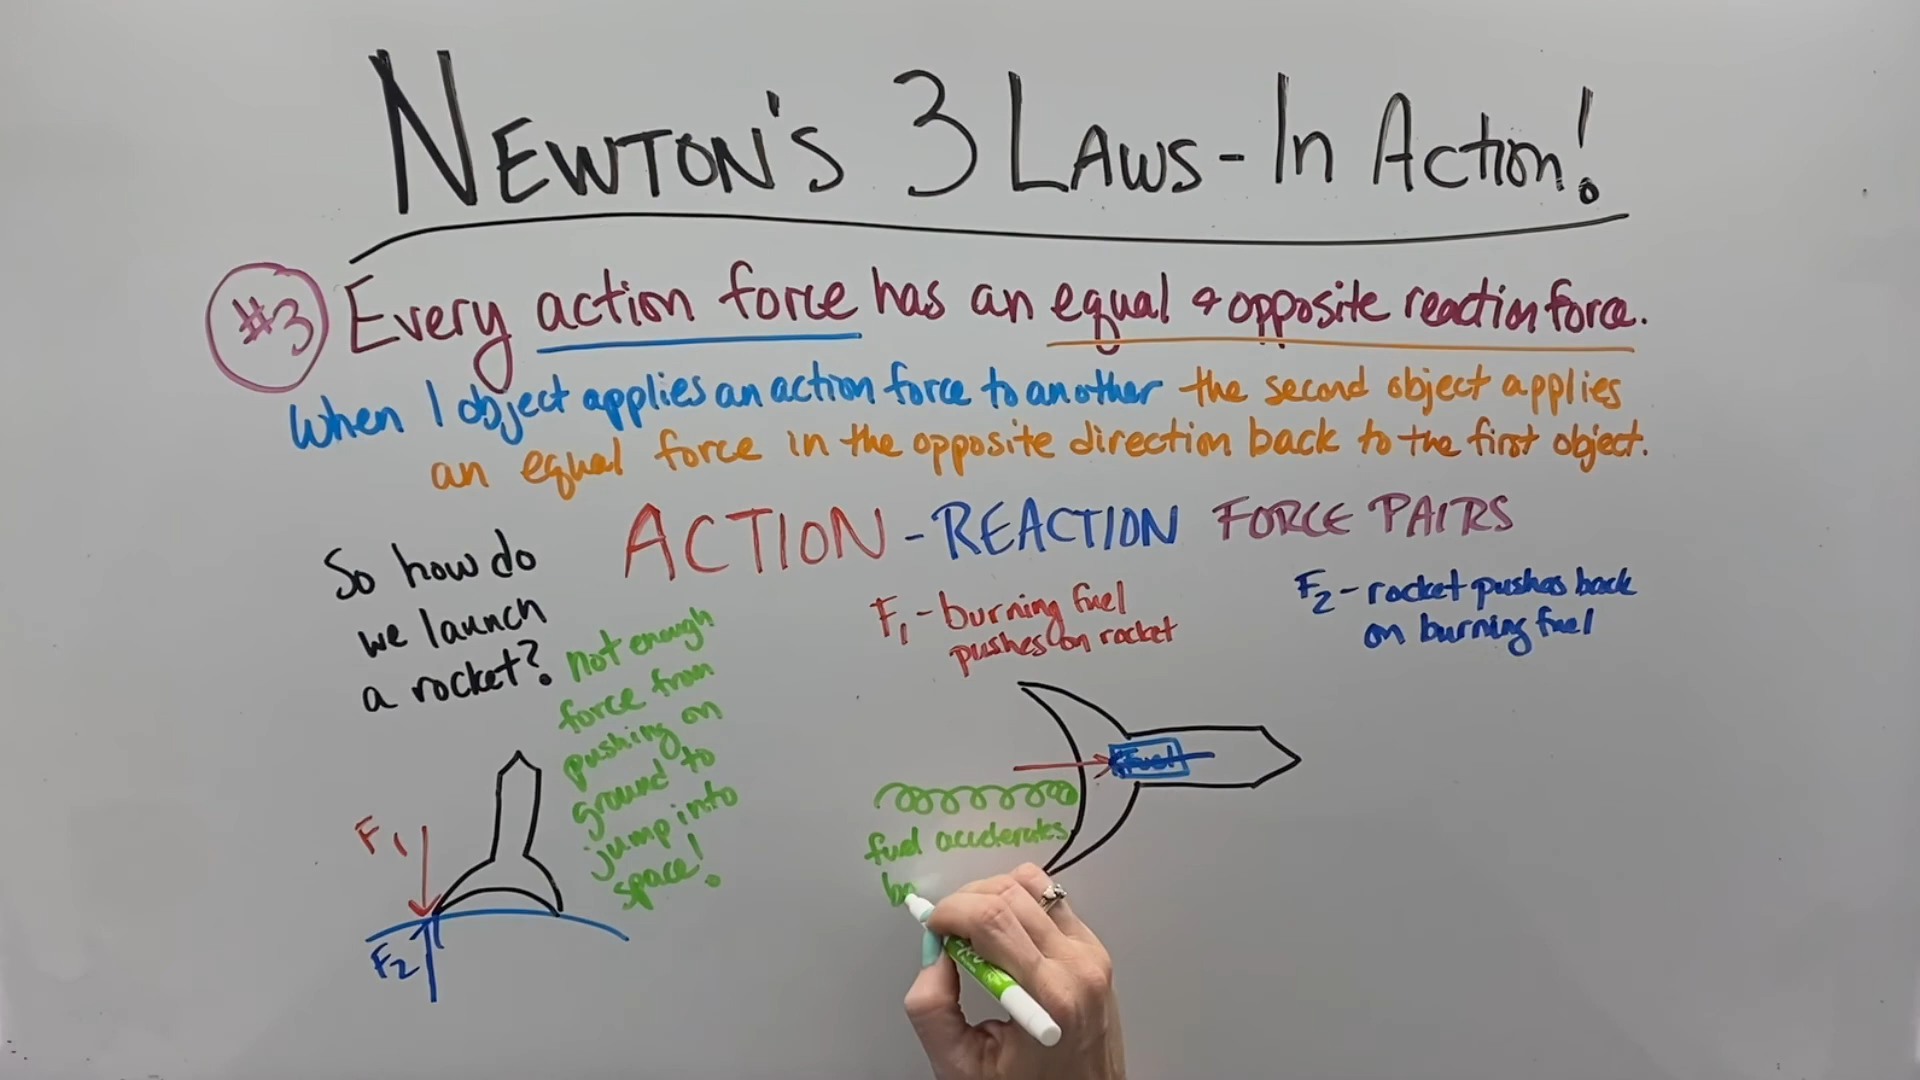 NEWTON'S 3 LAWS - In Action!
#3 Every action force has an equal & opposite reaction force.
When 1 object applies an action force to another the second object applies
an equal force in the opposite direction back to the first object.
ACTION - REACTION FORCE PAIRS
So how do
we launch
a rocket?
not enough
force from
pushing on
ground to
jump into
space!
F1
F2
F1 - burning fuel
pushes on rocket
F2 - rocket pushes back
on burning fuel
Fuel
fuel accelerates
ba